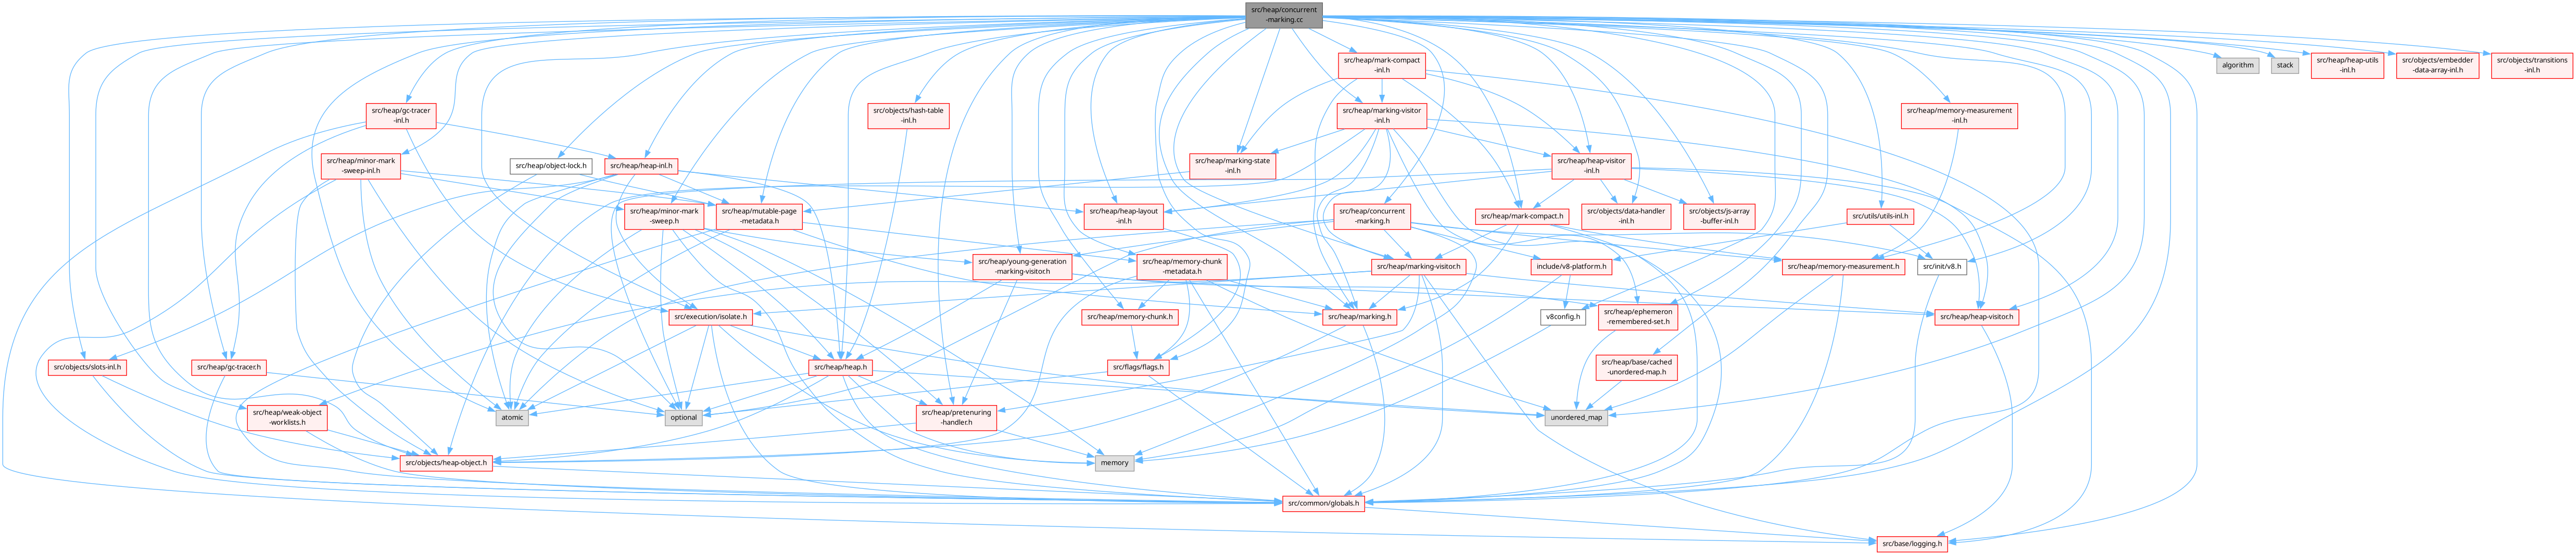 src/heap/concurrent
-marking.cc
src/heap/mark-compact
-inl.h
algorithm
stack
src/heap/heap-utils
-inl.h
src/objects/embedder
-data-array-inl.h
src/objects/transitions
-inl.h
src/heap/gc-tracer
-inl.h
src/objects/hash-table
-inl.h
src/heap/marking-visitor
-inl.h
src/heap/memory-measurement
-inl.h
src/heap/minor-mark
-sweep-inl.h
src/heap/object-lock.h
src/heap/heap-inl.h
src/heap/marking-state
-inl.h
src/heap/heap-visitor
-inl.h
src/heap/minor-mark
-sweep.h
src/heap/mutable-page
-metadata.h
src/heap/heap-layout
-inl.h
src/heap/concurrent
-marking.h
src/heap/mark-compact.h
src/objects/data-handler
-inl.h
src/objects/js-array
-buffer-inl.h
src/utils/utils-inl.h
src/heap/young-generation
-marking-visitor.h
src/heap/memory-chunk
-metadata.h
src/heap/marking-visitor.h
include/v8-platform.h
src/heap/memory-measurement.h
src/init/v8.h
src/execution/isolate.h
src/heap/memory-chunk.h
src/heap/marking.h
v8config.h
src/heap/ephemeron
-remembered-set.h
src/heap/heap-visitor.h
src/objects/slots-inl.h
src/heap/gc-tracer.h
src/heap/heap.h
src/flags/flags.h
src/heap/base/cached
-unordered-map.h
src/heap/weak-object
-worklists.h
atomic
optional
src/heap/pretenuring
-handler.h
unordered_map
src/objects/heap-object.h
memory
src/common/globals.h
src/base/logging.h